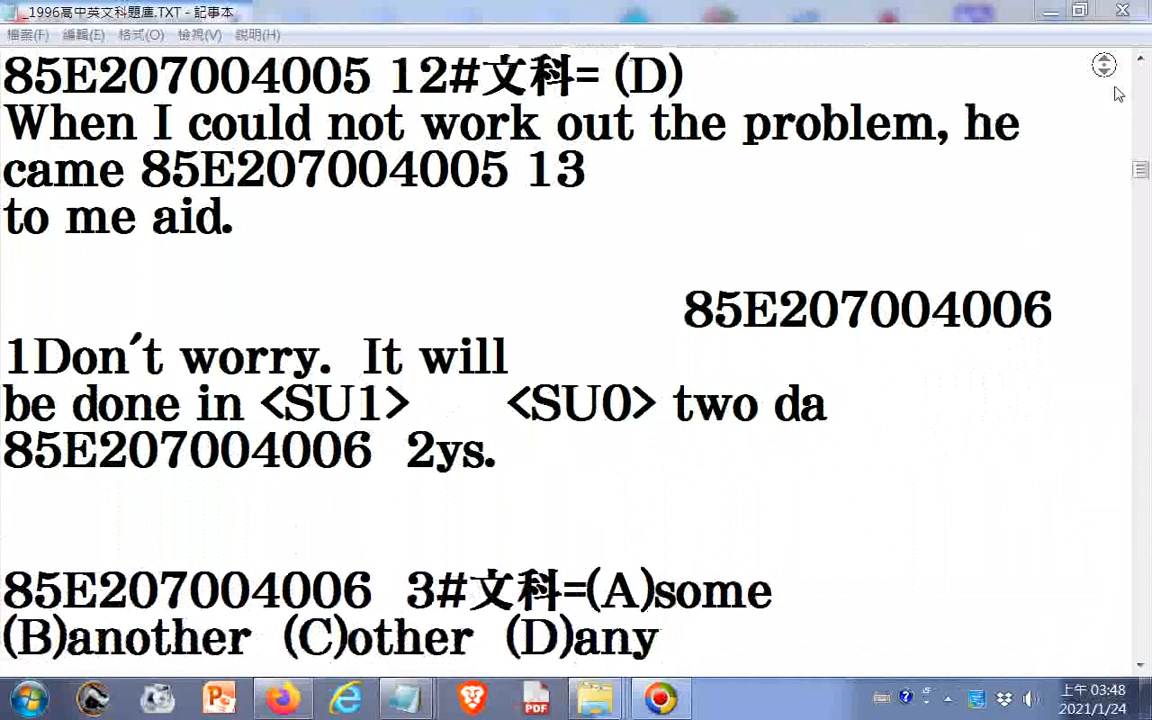 _1996高中英文科題庫.TXT - 記事本
檔案(F) 編輯(E) 格式(O) 檢視(V) 說明(H)
85E207004005 12#文科= (D)
When I could not work out the problem, he
came 85E207004005 13
to me aid.
85E207004006
1Don't worry.  It will
be done in <SU1>      <SU0> two da
85E207004006  2ys.
85E207004006  3#文科=(A)some
(B)another  (C)other  (D)any
PDF
上午 03:48
2021/1/24